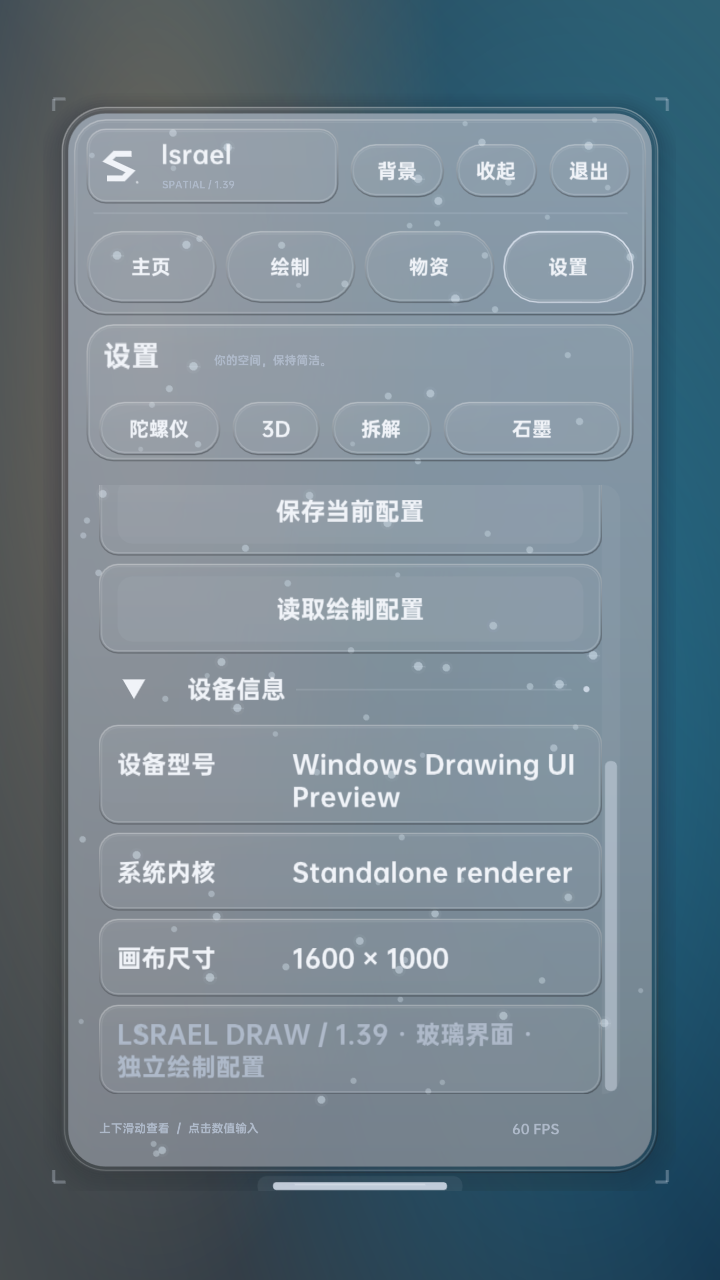 Israel
SPATIAL / 1.39
背景
收起
退出
主页
绘制
物资
设置
设置
你的空间，保持简洁。
陀螺仪
3D
拆解
石墨
保存当前配置
读取绘制配置
设备信息
设备型号
Windows Drawing UI
Preview
系统内核
Standalone renderer
画布尺寸
1600 × 1000
LSRAEL DRAW / 1.39 · 玻璃界面 ·
独立绘制配置
上下滑动查看 / 点击数值输入
60 FPS